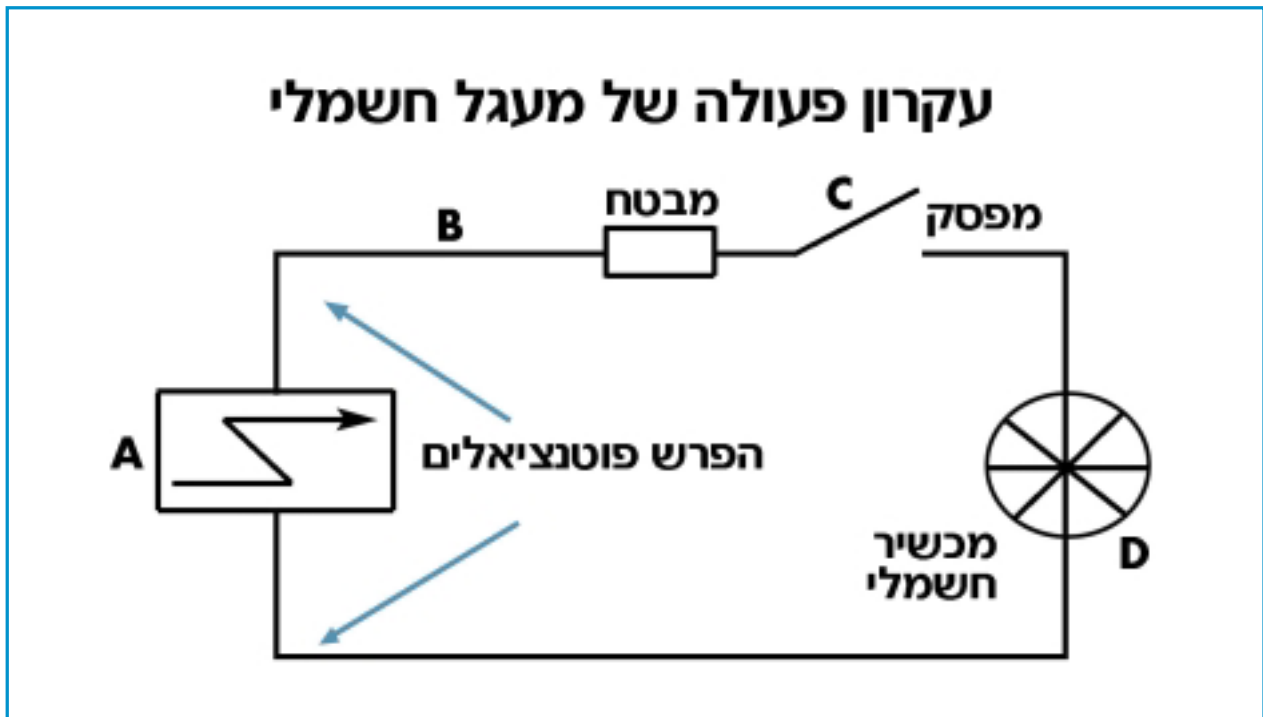 עקרון פעולה של מעגל חשמלי
מבטח
C
מפסק
B
A
הפרש פוטנציאלים
מכשיר
חשמלי
D